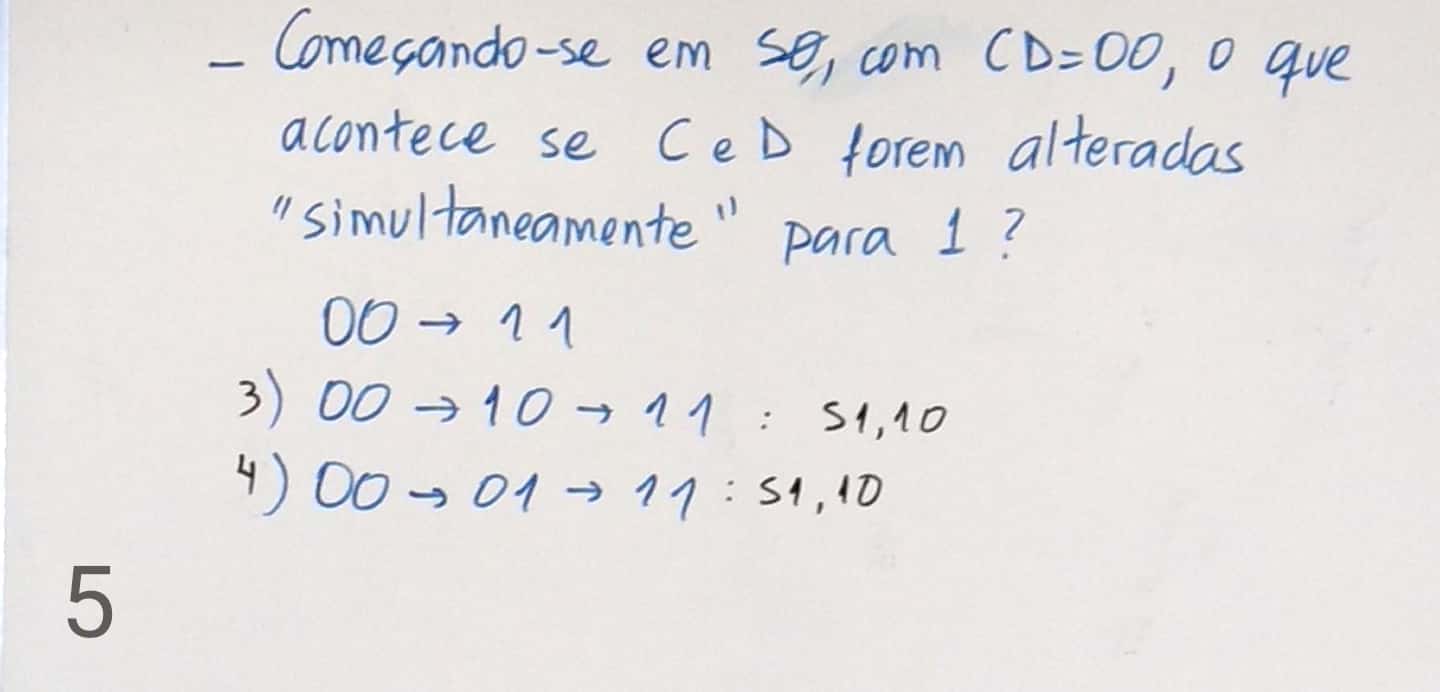 - Começando-se em S0, com CD=00, o que
acontece se C e D forem alteradas
"simultaneamente" para 1 ?
00 → 11
3) 00 → 10 → 11 : S1,10
4) 00 → 01 → 11 : S1,10
5